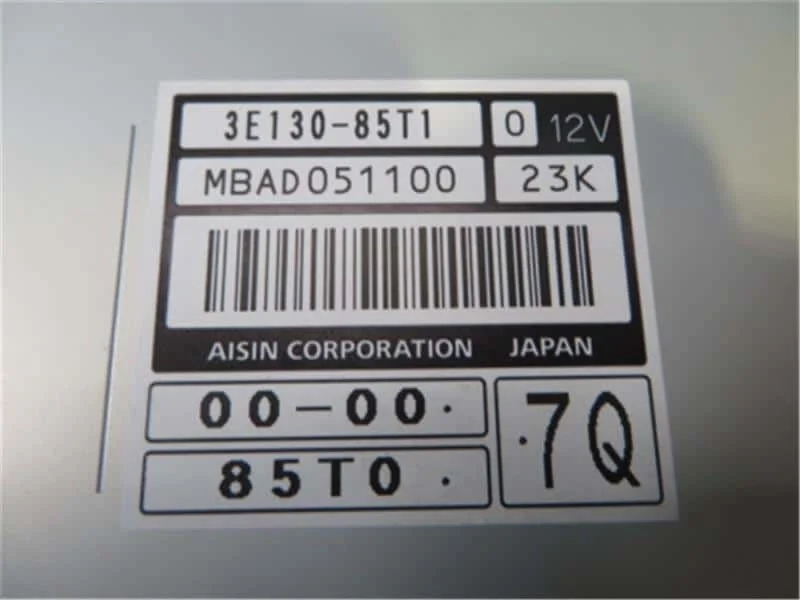 3E130-85T1 0 12V
MBAD051100 23K
AISIN CORPORATION JAPAN
00-00·
85T0 ·
·7Q